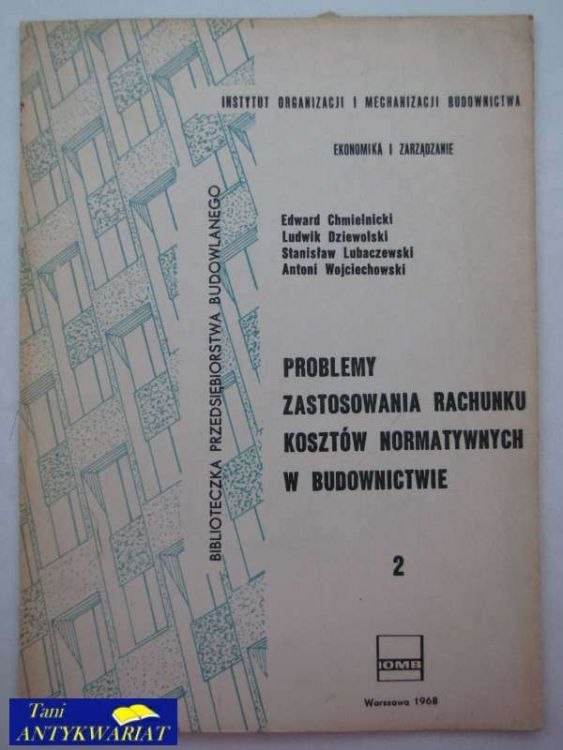 INSTYTUT ORGANIZACJI I MECHANIZACJI BUDOWNICTWA
EKONOMIKA I ZARZĄDZANIE
Edward Chmielnicki
Ludwik Dziewolski
Stanisław Lubaczewski
Antoni Wojciechowski
BIBLIOTECZKA PRZEDSIĘBIORSTWA BUDOWLANEGO
PROBLEMY
ZASTOSOWANIA RACHUNKU
KOSZTÓW NORMATYWNYCH
W BUDOWNICTWIE
2
IOMB
Warszawa 1968
Tani
ANTYKWARIAT